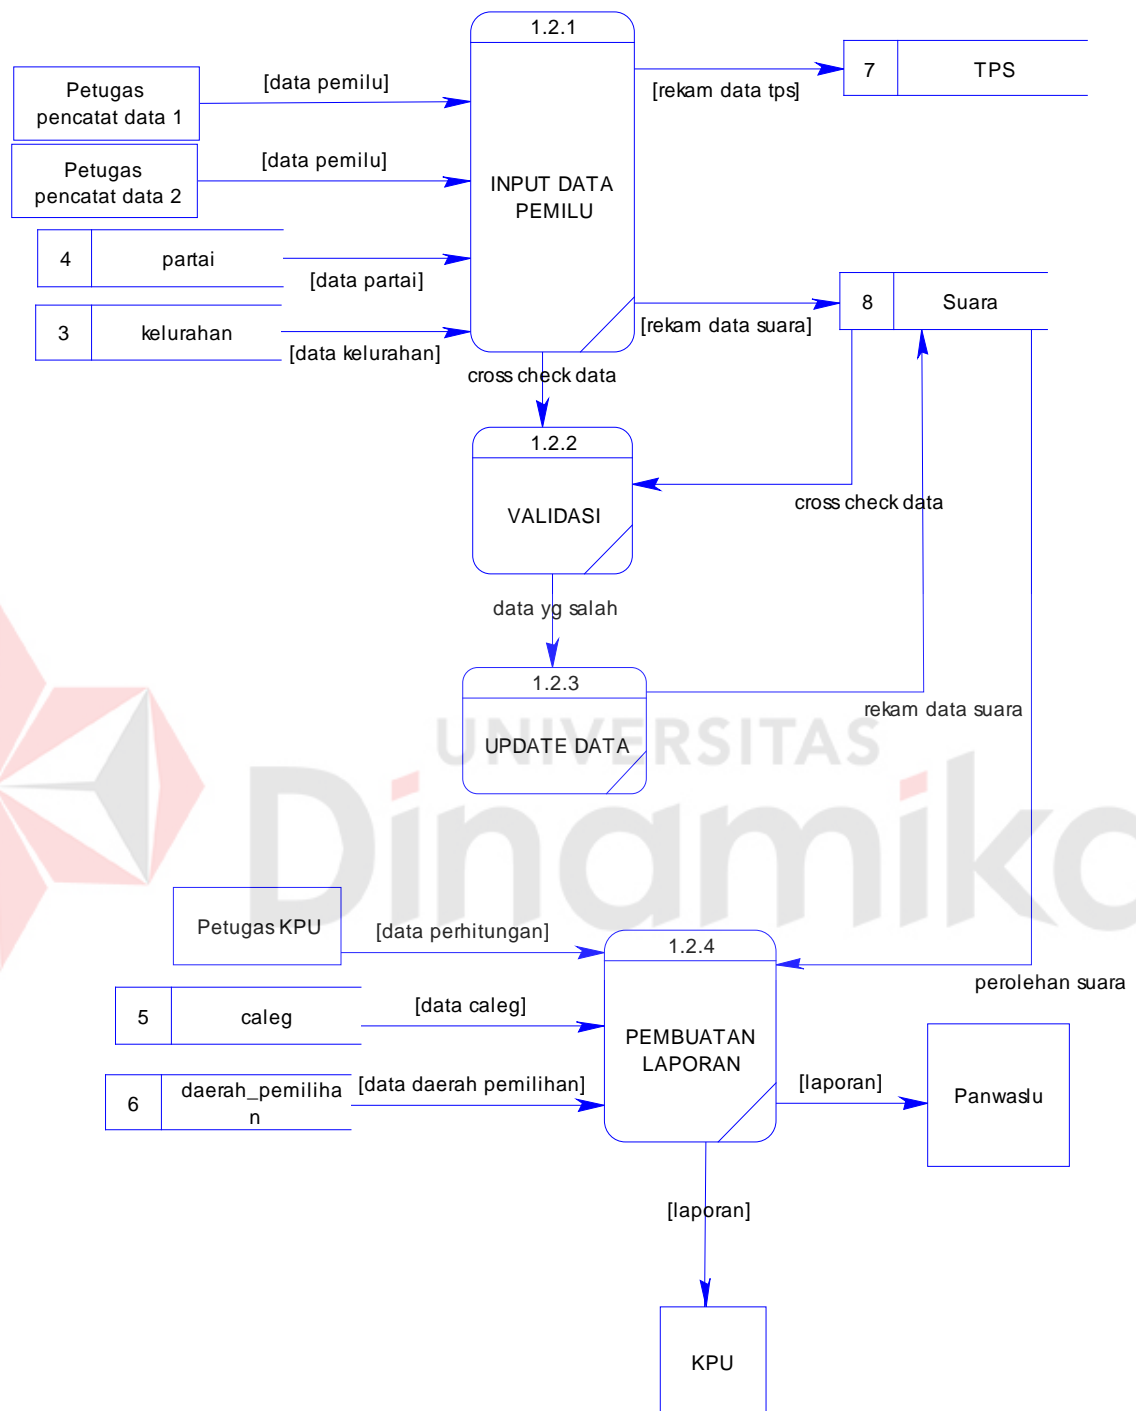 1.2.1
[data pemilu]
Petugas
pencatat data 1
[rekam data tps]
7
TPS
[data pemilu]
Petugas
pencatat data 2
INPUT DATA
PEMILU
4
partai
[data partai]
3
kelurahan
[data kelurahan]
8
Suara
[rekam data suara]
cross check data
1.2.2
VALIDASI
cross check data
data yg salah
1.2.3
UPDATE DATA
rekam data suara
UNIVERSITAS
Dinamika
Petugas KPU
[data perhitungan]
1.2.4
perolehan suara
5
caleg
[data caleg]
PEMBUATAN
LAPORAN
6
daerah_pemiliha
n
[data daerah pemilihan]
[laporan]
Panwaslu
[laporan]
KPU